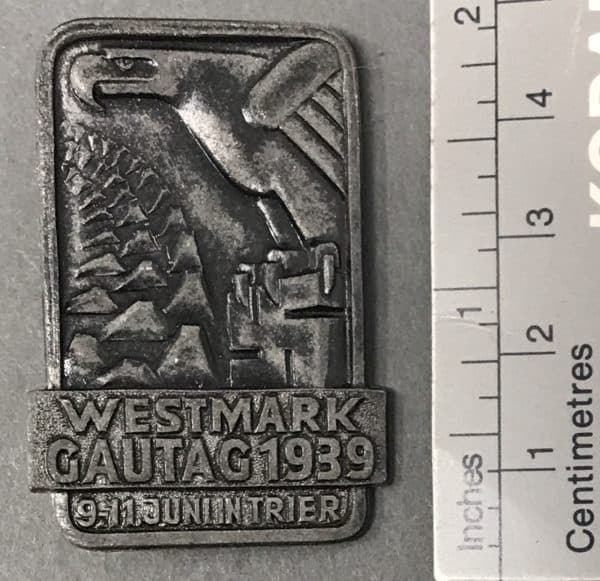 WESTMARK
GAUTAG 1939
9-11 JUNI IN TRIER
2
1
Inches
4
3
2
1
Centimetres